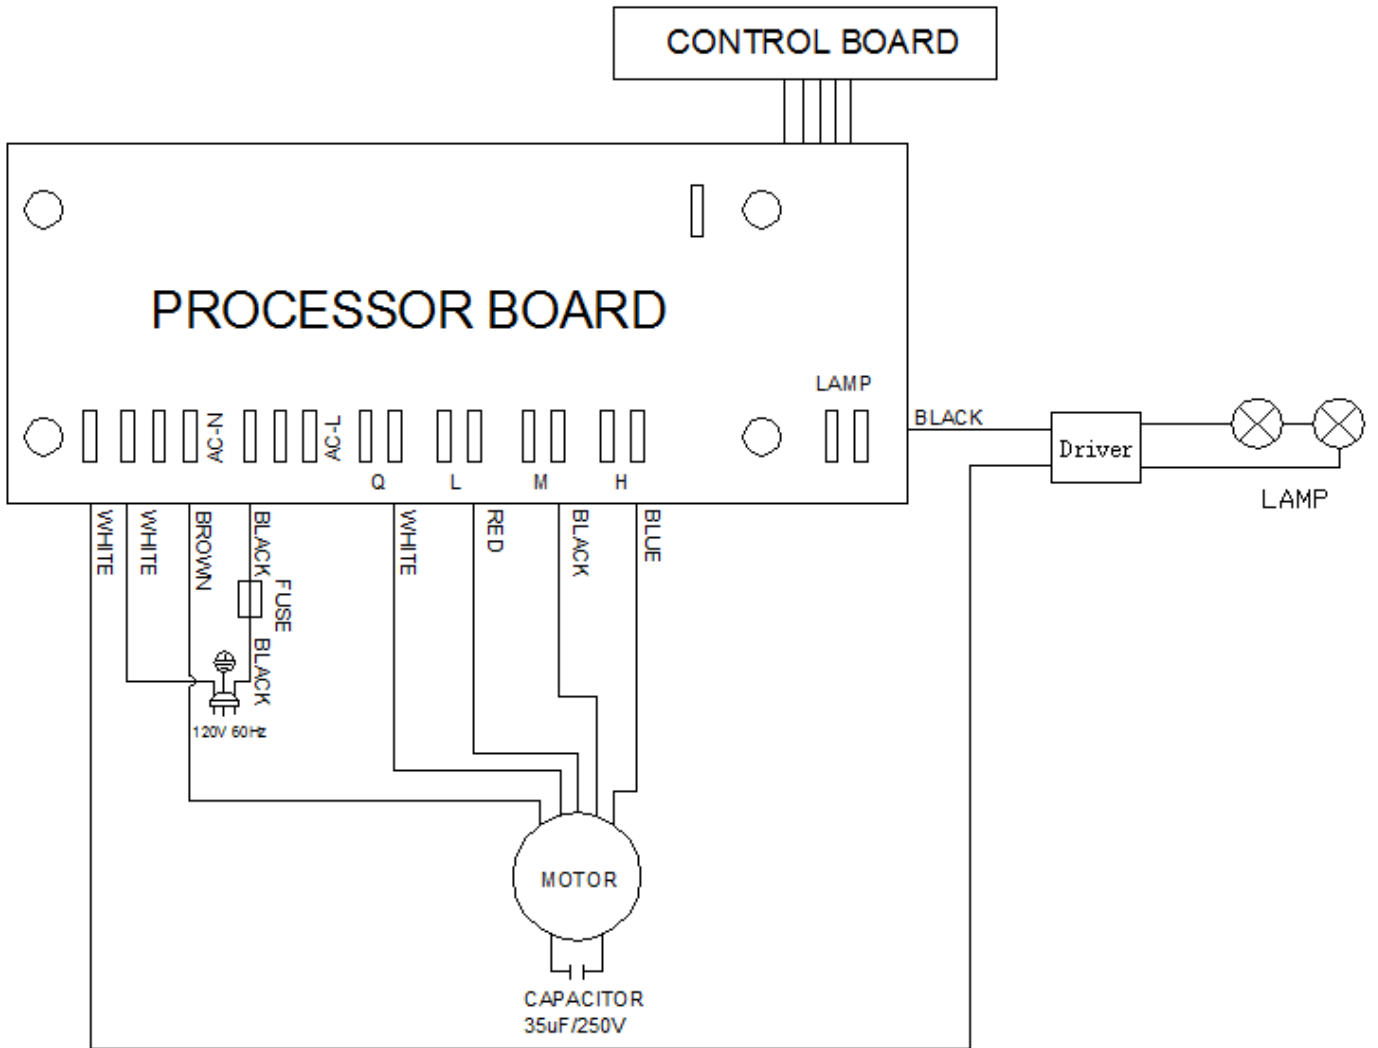 CONTROL BOARD
PROCESSOR BOARD
LAMP
AC-N
AC-L
Q
L
M
H
BLACK
Driver
LAMP
WHITE
WHITE
BROWN
BLACK
FUSE
BLACK
WHITE
RED
BLACK
BLUE
120V 60Hz
MOTOR
CAPACITOR
35uF/250V